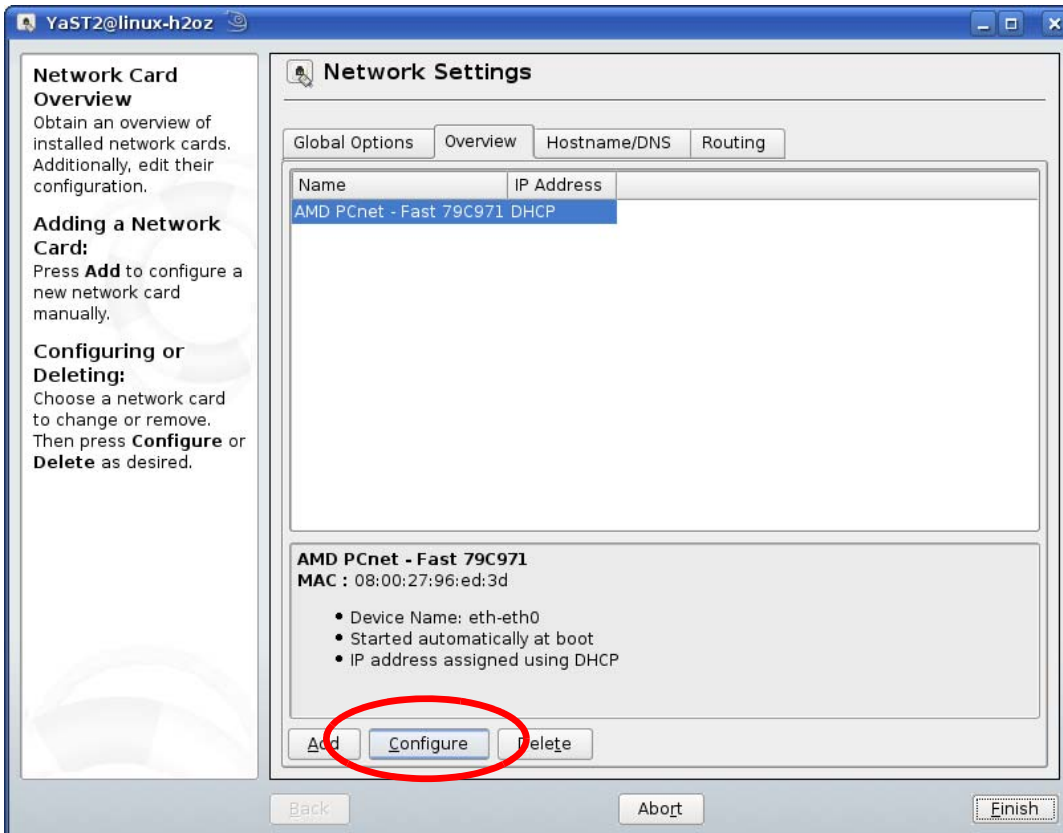 YaST2@linux-h2oz
Network Card
Overview
Obtain an overview of
installed network cards.
Additionally, edit their
configuration.
Adding a Network
Card:
Press Add to configure a
new network card
manually.
Configuring or
Deleting:
Choose a network card
to change or remove.
Then press Configure or
Delete as desired.
Network Settings
Global Options Overview Hostname/DNS Routing
Name IP Address
AMD PCnet - Fast 79C971 DHCP
AMD PCnet - Fast 79C971
MAC : 08:00:27:96:ed:3d
• Device Name: eth-eth0
• Started automatically at boot
• IP address assigned using DHCP
Add Configure Delete
Back Abort Finish